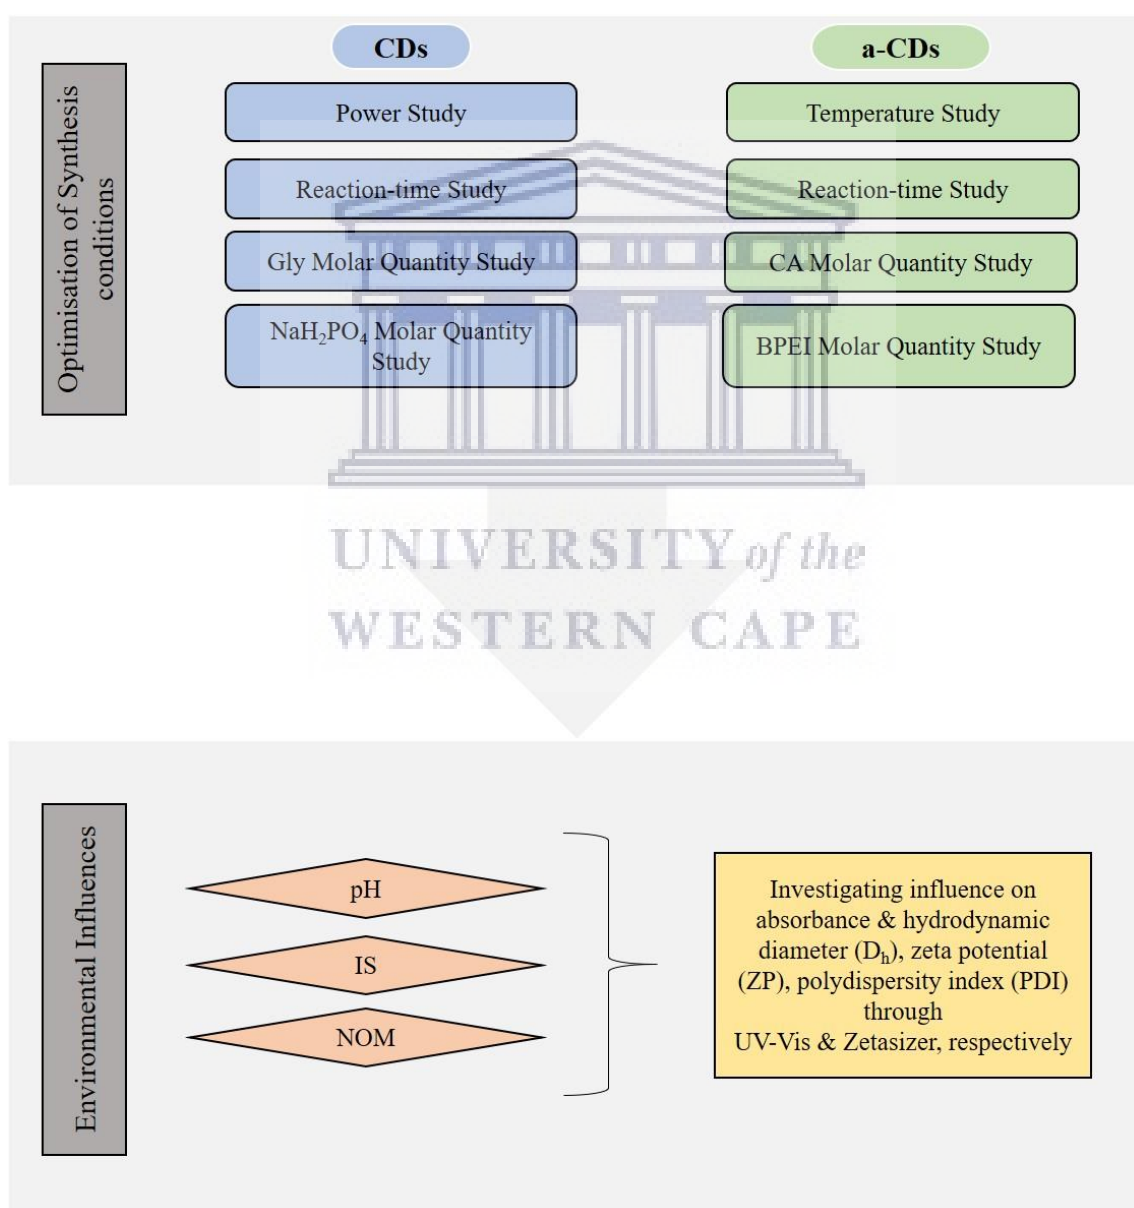 CDs
a-CDs
Optimisation of Synthesis
conditions
Power Study
Temperature Study
Reaction-time Study
Reaction-time Study
Gly Molar Quantity Study
CA Molar Quantity Study
NaH₂PO₄ Molar Quantity
Study
BPEI Molar Quantity Study
UNIVERSITY of the
WESTERN CAPE
Environmental Influences
pH
IS
NOM
Investigating influence on
absorbance & hydrodynamic
diameter (Dₕ), zeta potential
(ZP), polydispersity index (PDI)
through
UV-Vis & Zetasizer, respectively